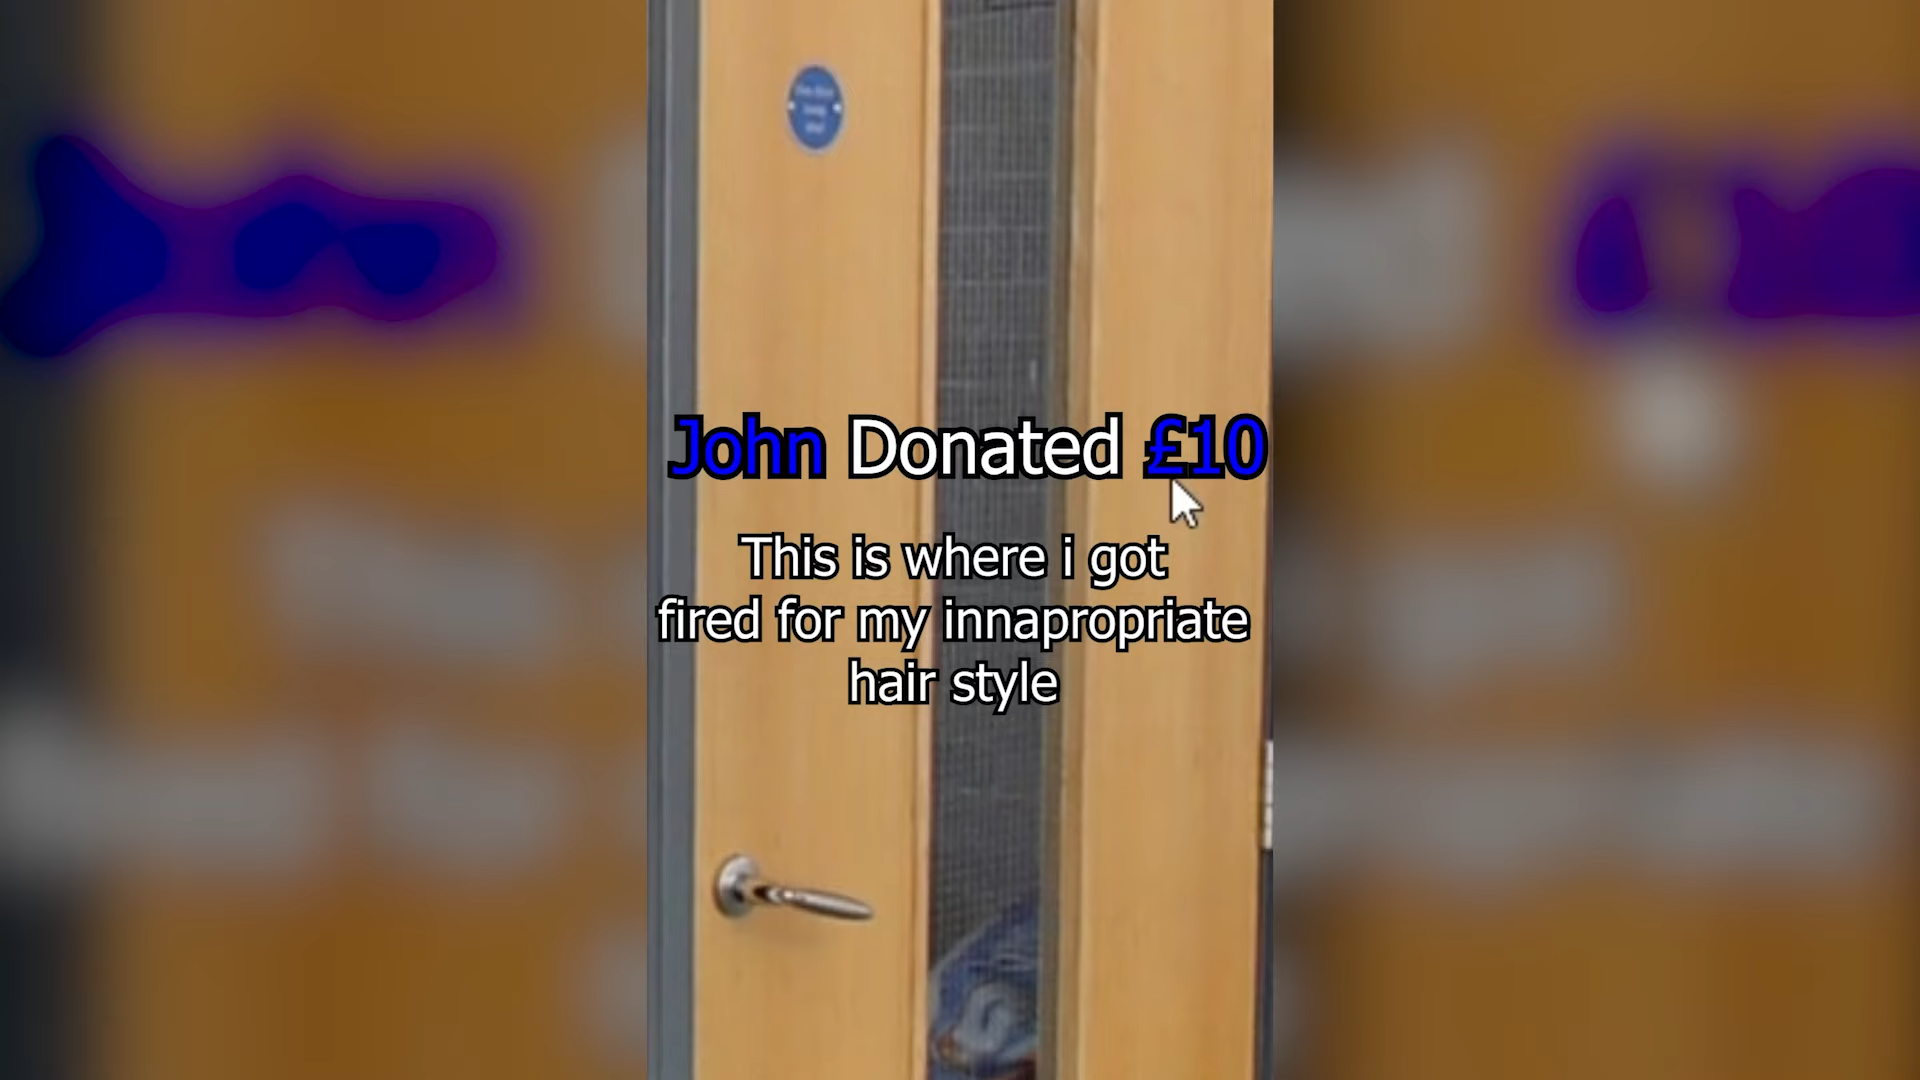 John Donated £10
This is where i got
fired for my innapropriate
hair style